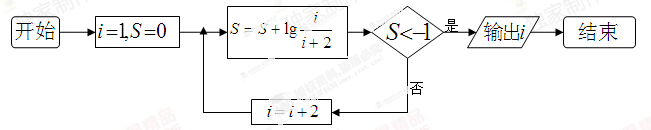 开始
i=1,S=0
S=S+lg i/(i+2)
S<-1
是
输出i
结束
否
i=i+2